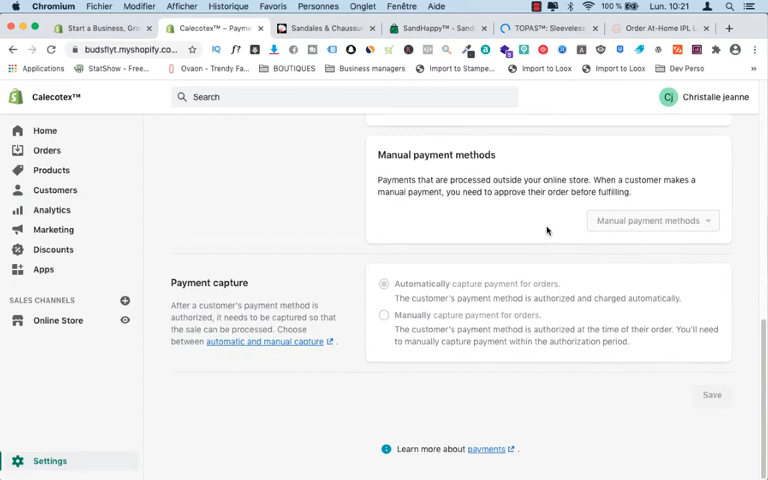 Chromium Fichier Modifier Afficher Historique Favoris Personnes Onglet Fenêtre Aide 100 % Lun. 10:21
Start a Business, Gr Calecotex™ – Payme Sandales & Chaussur SandHappy™ - Sand TOPAS™: Sleeveless Order At-Home IPL L
budsfiyt.myshopify.co...
Applications StatShow - Free... Ovaon - Trendy Fa... BOUTIQUES Business managers Import to Stampe... Import to Loox Import to Loox Dev Perso
Calecotex™ Search Cj Christalle jeanne
Home
Orders
Products
Customers
Analytics
Marketing
Discounts
Apps
SALES CHANNELS
Online Store
Settings
Manual payment methods
Payments that are processed outside your online store. When a customer makes a
manual payment, you need to approve their order before fulfilling.
Manual payment methods
Payment capture
After a customer's payment method is
authorized, it needs to be captured so that
the sale can be processed. Choose
between automatic and manual capture .
Automatically capture payment for orders.
The customer's payment method is authorized and charged automatically.
Manually capture payment for orders.
The customer's payment method is authorized at the time of their order. You'll need
to manually capture payment within the authorization period.
Save
Learn more about payments .